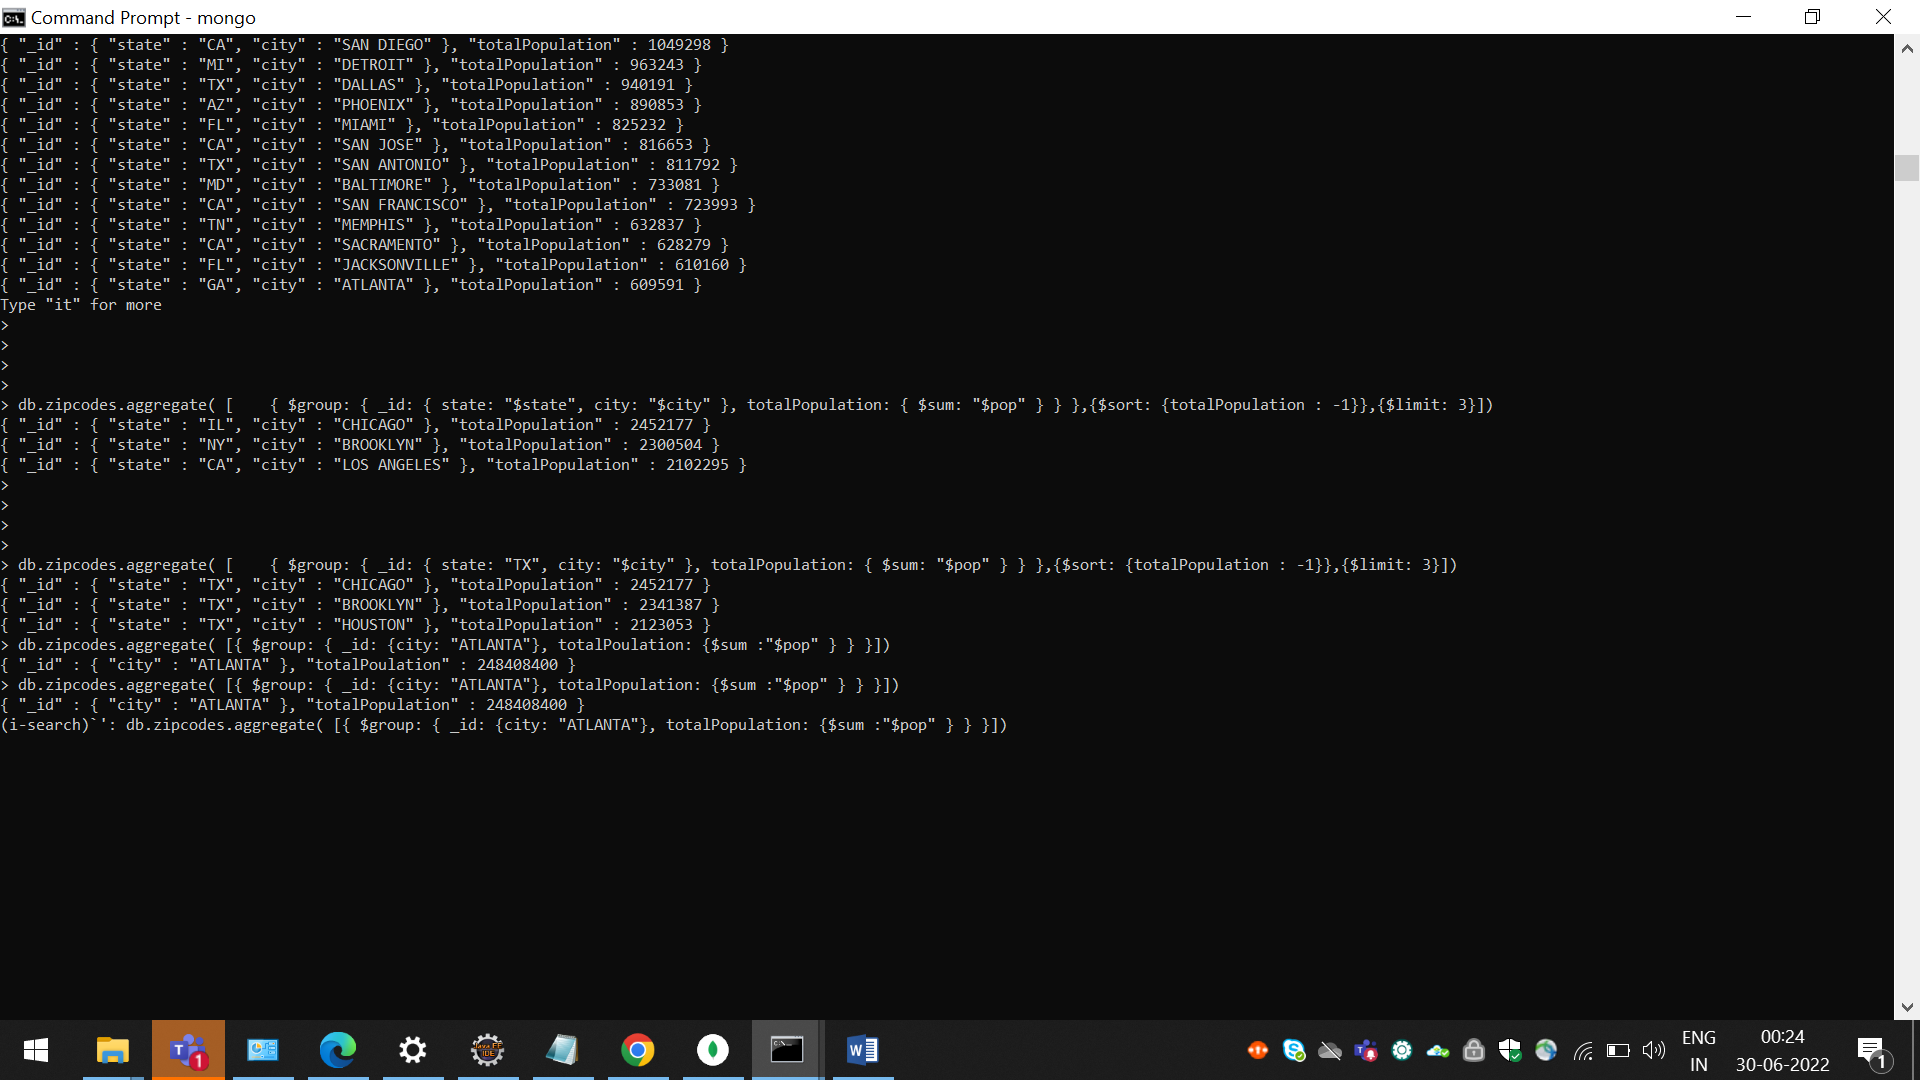 Command Prompt - mongo
{ "_id" : { "state" : "CA", "city" : "SAN DIEGO" }, "totalPopulation" : 1049298 }
{ "_id" : { "state" : "MI", "city" : "DETROIT" }, "totalPopulation" : 963243 }
{ "_id" : { "state" : "TX", "city" : "DALLAS" }, "totalPopulation" : 940191 }
{ "_id" : { "state" : "AZ", "city" : "PHOENIX" }, "totalPopulation" : 890853 }
{ "_id" : { "state" : "FL", "city" : "MIAMI" }, "totalPopulation" : 825232 }
{ "_id" : { "state" : "CA", "city" : "SAN JOSE" }, "totalPopulation" : 816653 }
{ "_id" : { "state" : "TX", "city" : "SAN ANTONIO" }, "totalPopulation" : 811792 }
{ "_id" : { "state" : "MD", "city" : "BALTIMORE" }, "totalPopulation" : 733081 }
{ "_id" : { "state" : "CA", "city" : "SAN FRANCISCO" }, "totalPopulation" : 723993 }
{ "_id" : { "state" : "TN", "city" : "MEMPHIS" }, "totalPopulation" : 632837 }
{ "_id" : { "state" : "CA", "city" : "SACRAMENTO" }, "totalPopulation" : 628279 }
{ "_id" : { "state" : "FL", "city" : "JACKSONVILLE" }, "totalPopulation" : 610160 }
{ "_id" : { "state" : "GA", "city" : "ATLANTA" }, "totalPopulation" : 609591 }
Type "it" for more
>
>
>
>
> db.zipcodes.aggregate( [    { $group: { _id: { state: "$state", city: "$city" }, totalPopulation: { $sum: "$pop" } } },{$sort: {totalPopulation : -1}},{$limit: 3}])
{ "_id" : { "state" : "IL", "city" : "CHICAGO" }, "totalPopulation" : 2452177 }
{ "_id" : { "state" : "NY", "city" : "BROOKLYN" }, "totalPopulation" : 2300504 }
{ "_id" : { "state" : "CA", "city" : "LOS ANGELES" }, "totalPopulation" : 2102295 }
>
>
>
>
> db.zipcodes.aggregate( [    { $group: { _id: { state: "TX", city: "$city" }, totalPopulation: { $sum: "$pop" } } },{$sort: {totalPopulation : -1}},{$limit: 3}])
{ "_id" : { "state" : "TX", "city" : "CHICAGO" }, "totalPopulation" : 2452177 }
{ "_id" : { "state" : "TX", "city" : "BROOKLYN" }, "totalPopulation" : 2341387 }
{ "_id" : { "state" : "TX", "city" : "HOUSTON" }, "totalPopulation" : 2123053 }
> db.zipcodes.aggregate( [{ $group: { _id: {city: "ATLANTA"}, totalPoulation: {$sum :"$pop" } } }])
{ "_id" : { "city" : "ATLANTA" }, "totalPoulation" : 248408400 }
> db.zipcodes.aggregate( [{ $group: { _id: {city: "ATLANTA"}, totalPopulation: {$sum :"$pop" } } }])
{ "_id" : { "city" : "ATLANTA" }, "totalPopulation" : 248408400 }
(i-search)`': db.zipcodes.aggregate( [{ $group: { _id: {city: "ATLANTA"}, totalPopulation: {$sum :"$pop" } } }])
ENG
IN
00:24
30-06-2022
1
1